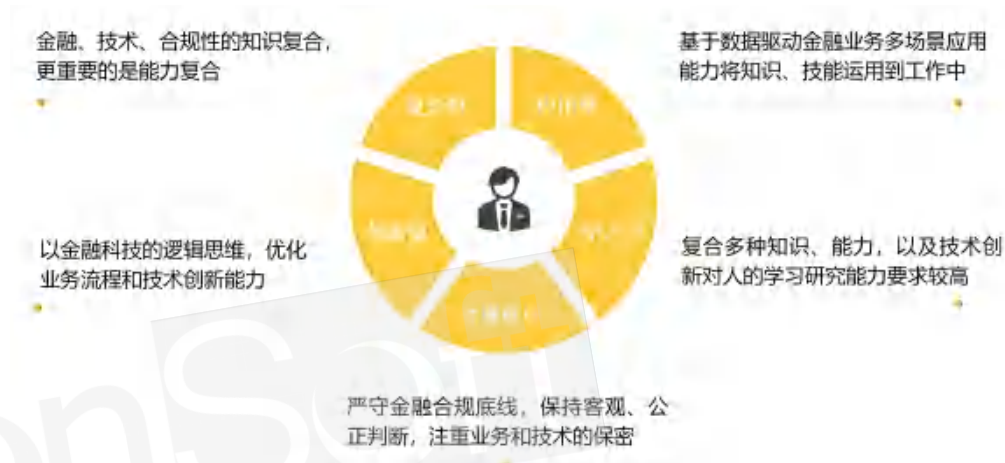 金融、技术、合规性的知识复合，
更重要的是能力复合
基于数据驱动金融业务多场景应用
能力将知识、技能运用到工作中
以金融科技的逻辑思维，优化
业务流程和技术创新能力
复合多种知识、能力，以及技术创
新对人的学习研究能力要求较高
严守金融合规底线，保持客观、公
正判断，注重业务和技术的保密